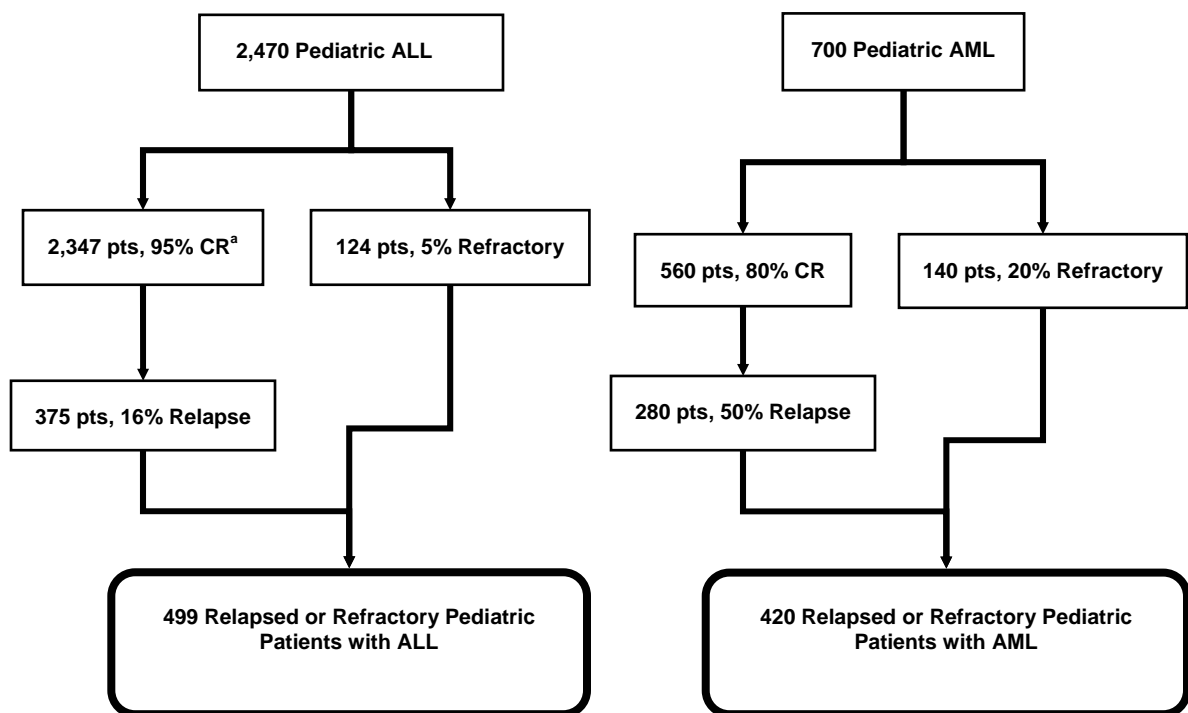 2,470 Pediatric ALL
2,347 pts, 95% CRᵃ
124 pts, 5% Refractory
375 pts, 16% Relapse
499 Relapsed or Refractory Pediatric
Patients with ALL
700 Pediatric AML
560 pts, 80% CR
140 pts, 20% Refractory
280 pts, 50% Relapse
420 Relapsed or Refractory Pediatric
Patients with AML